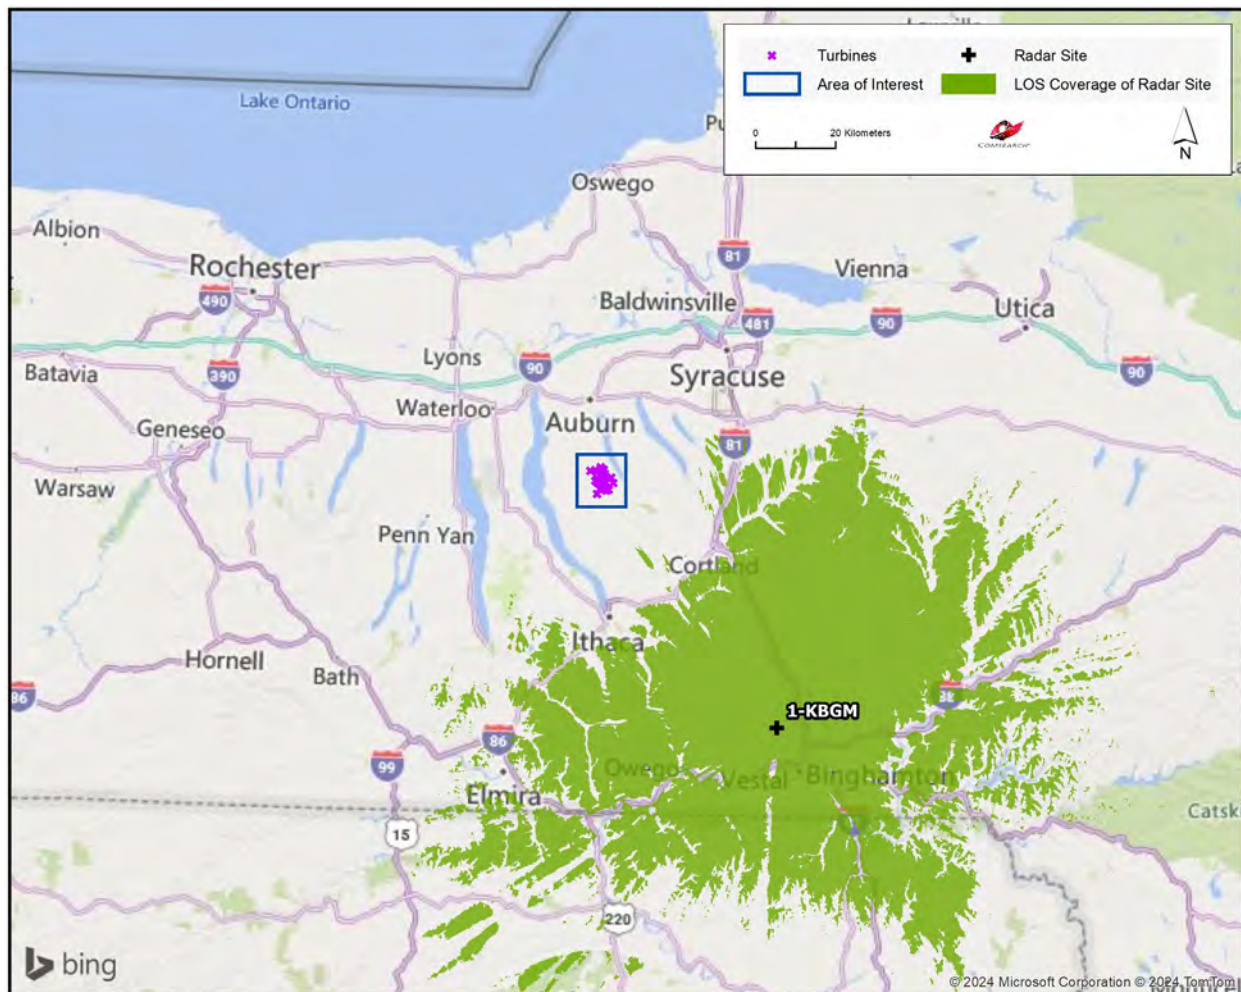 Turbines
Radar Site
Area of Interest
LOS Coverage of Radar Site
0
20 Kilometers
COMSEARCH
N
Lake Ontario
Oswego
Albion
Rochester
81
Vienna
490
Baldwinsville
Utica
481
90
Lyons
90
Batavia
390
Syracuse
90
Waterloo
Auburn
Geneseo
81
Warsaw
Penn Yan
Cortland
Ithaca
Hornell
Bath
86
1-KBGM
86
99
Owego
Vestal
Binghamton
Elmira
15
Catsk
220
bing
© 2024 Microsoft Corporation © 2024 TomTom